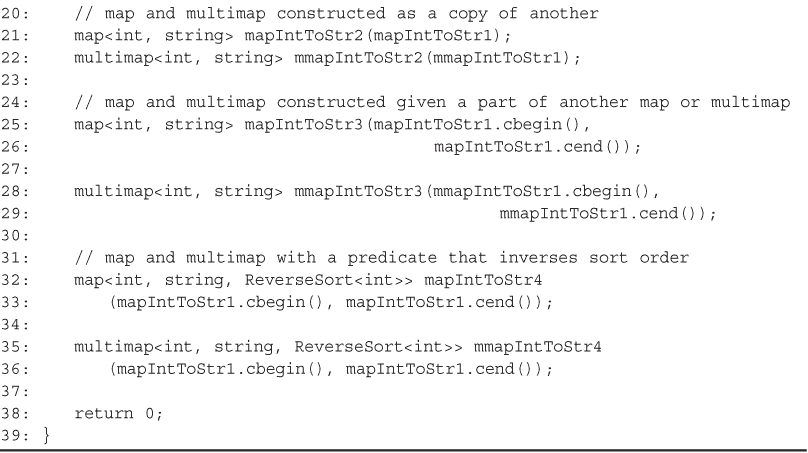 20:    // map and multimap constructed as a copy of another
21:    map<int, string> mapIntToStr2(mapIntToStr1);
22:    multimap<int, string> mmapIntToStr2(mmapIntToStr1);
23:
24:    // map and multimap constructed given a part of another map or multimap
25:    map<int, string> mapIntToStr3(mapIntToStr1.cbegin(),
26:                                  mapIntToStr1.cend());
27:
28:    multimap<int, string> mmapIntToStr3(mmapIntToStr1.cbegin(),
29:                                        mmapIntToStr1.cend());
30:
31:    // map and multimap with a predicate that inverses sort order
32:    map<int, string, ReverseSort<int>> mapIntToStr4
33:       (mapIntToStr1.cbegin(), mapIntToStr1.cend());
34:
35:    multimap<int, string, ReverseSort<int>> mmapIntToStr4
36:       (mapIntToStr1.cbegin(), mapIntToStr1.cend());
37:
38:    return 0;
39: }